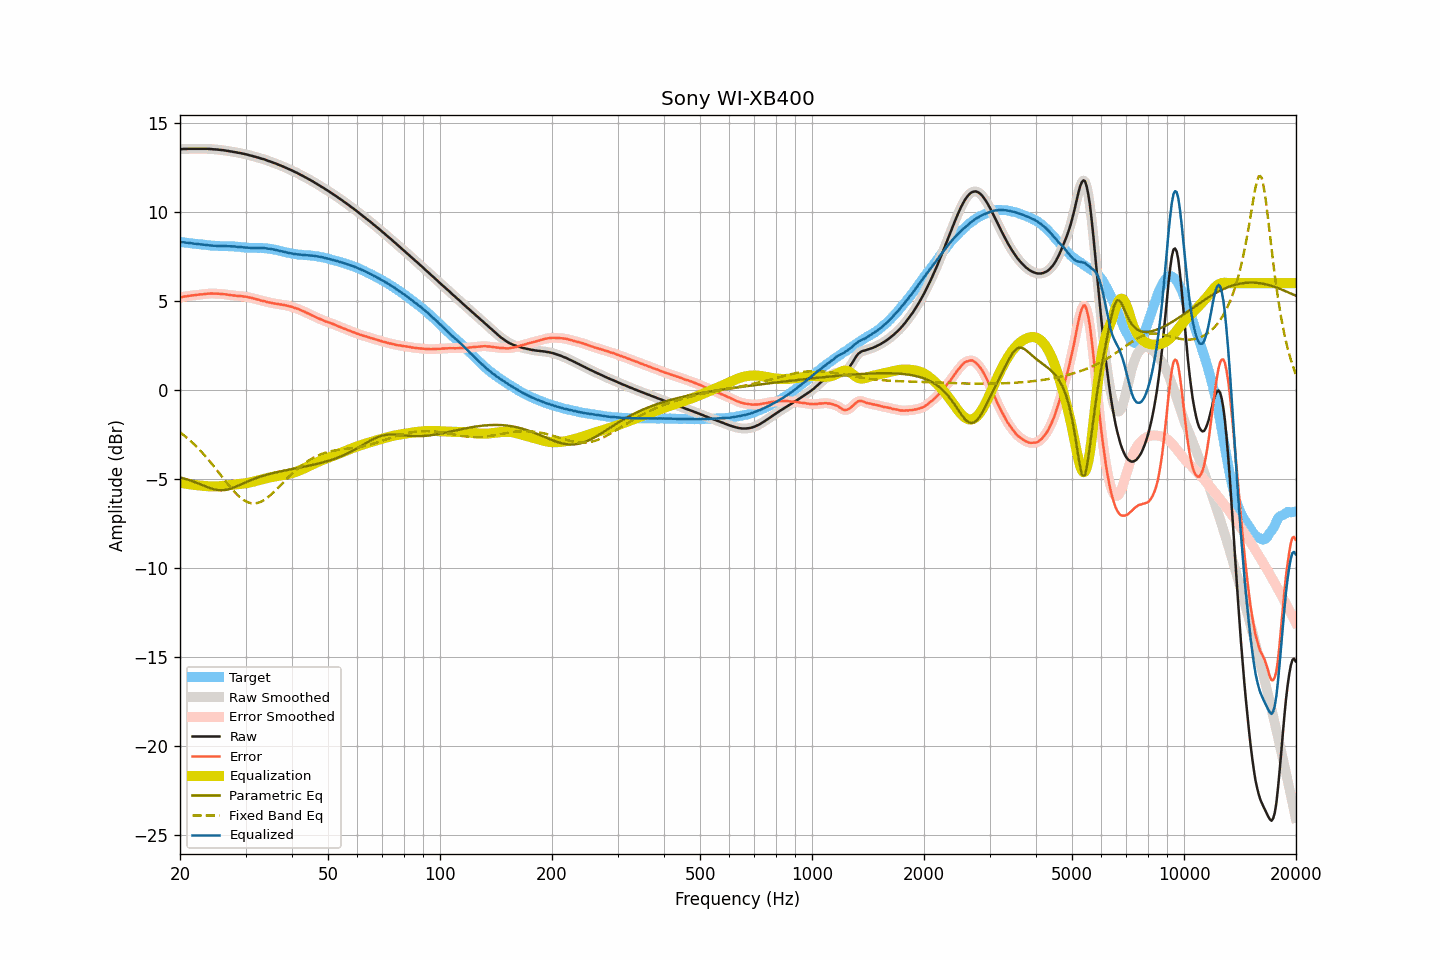 Sony WI-XB400
15
10
5
0
−5
−10
−15
−20
−25
Amplitude (dBr)
Target
Raw Smoothed
Error Smoothed
Raw
Error
Equalization
Parametric Eq
Fixed Band Eq
Equalized
20 50 100 200 500 1000 2000 5000 10000 20000
Frequency (Hz)